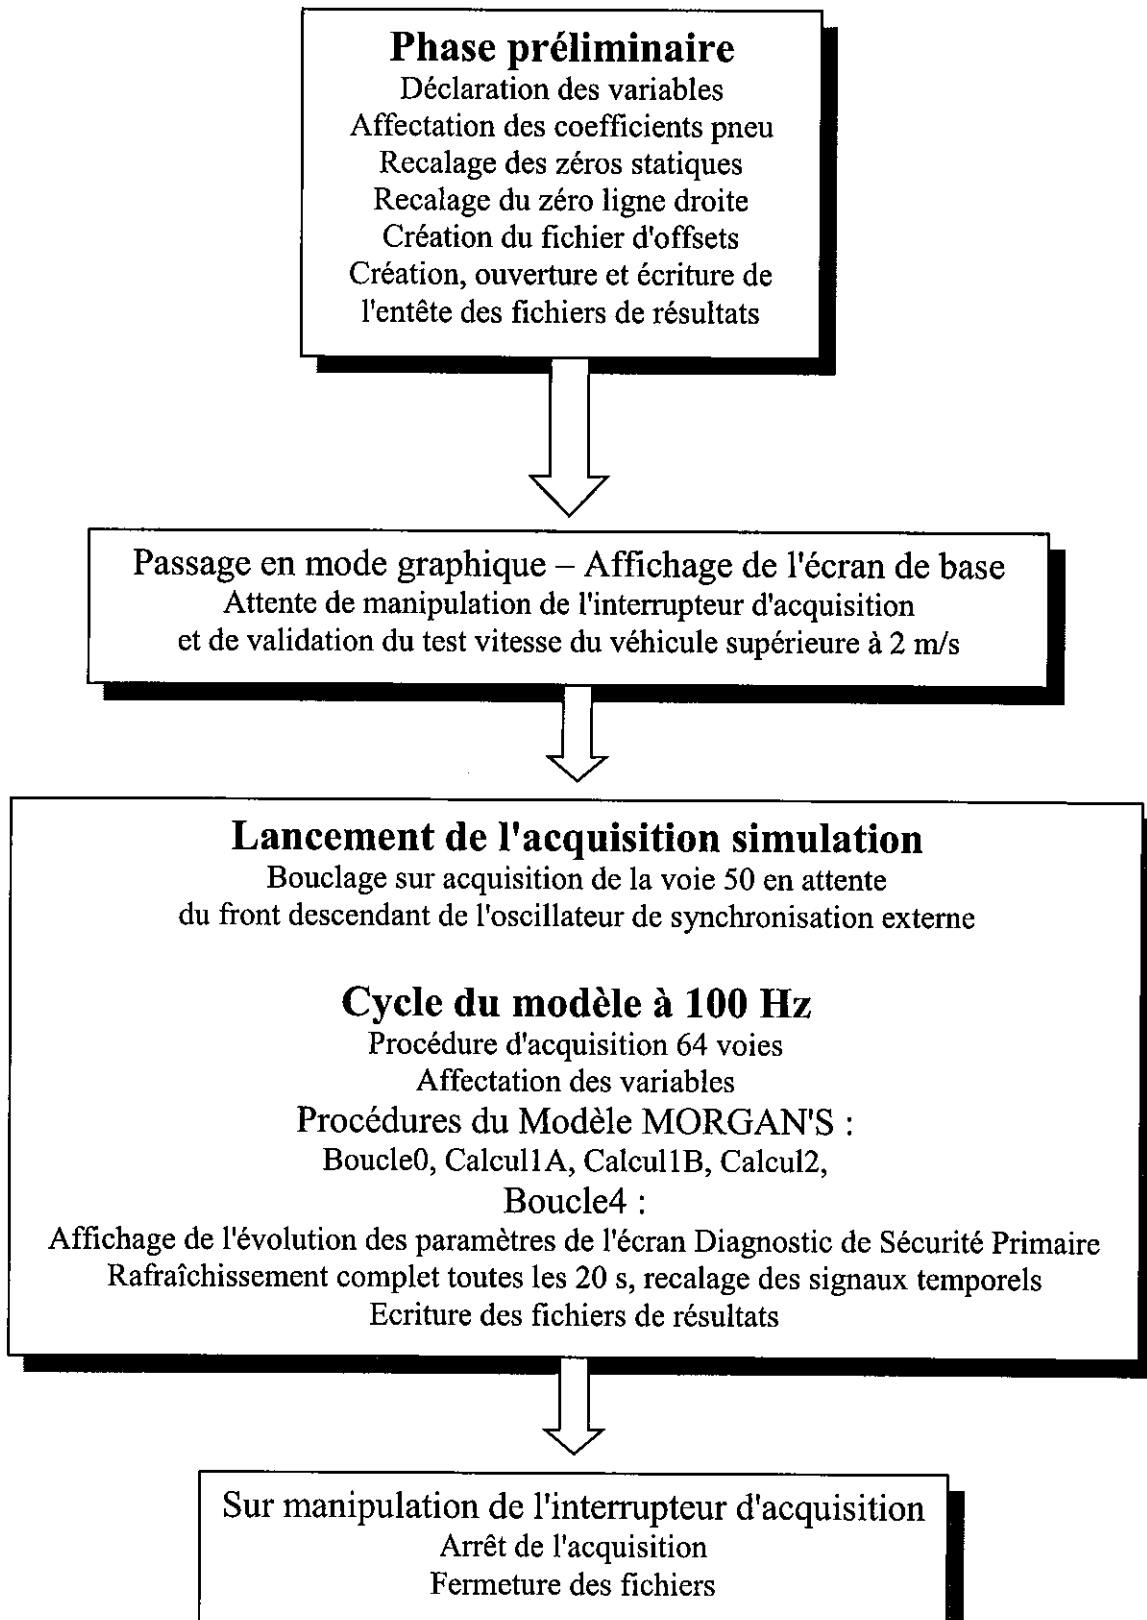 Phase préliminaire
Déclaration des variables
Affectation des coefficients pneu
Recalage des zéros statiques
Recalage du zéro ligne droite
Création du fichier d'offsets
Création, ouverture et écriture de
l'entête des fichiers de résultats
Passage en mode graphique – Affichage de l'écran de base
Attente de manipulation de l'interrupteur d'acquisition
et de validation du test vitesse du véhicule supérieure à 2 m/s
Lancement de l'acquisition simulation
Bouclage sur acquisition de la voie 50 en attente
du front descendant de l'oscillateur de synchronisation externe
Cycle du modèle à 100 Hz
Procédure d'acquisition 64 voies
Affectation des variables
Procédures du Modèle MORGAN'S :
Boucle0, Calcul1A, Calcul1B, Calcul2,
Boucle4 :
Affichage de l'évolution des paramètres de l'écran Diagnostic de Sécurité Primaire
Rafraîchissement complet toutes les 20 s, recalage des signaux temporels
Ecriture des fichiers de résultats
Sur manipulation de l'interrupteur d'acquisition
Arrêt de l'acquisition
Fermeture des fichiers